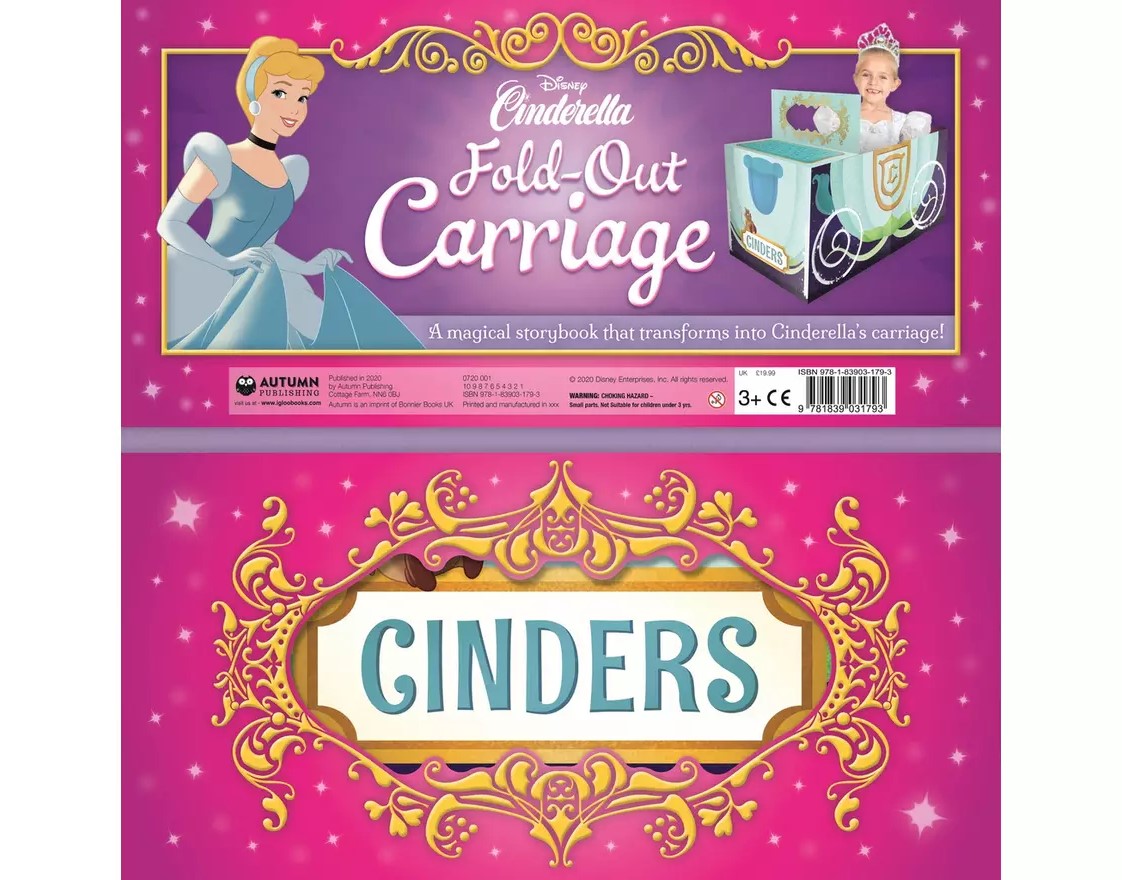 Disney
Cinderella
Fold-Out
Carriage
CINDERS
A magical storybook that transforms into Cinderella's carriage!
AUTUMN
PUBLISHING
visit us at · www.igloobooks.com
Published in 2020
by Autumn Publishing
Cottage Farm, NN6 0BJ
Autumn is an imprint of Bonnier Books UK
0720 001
10 9 8 7 6 5 4 3 2 1
ISBN 978-1-83903-179-3
Printed and manufactured in xxx
© 2020 Disney Enterprises, Inc. All rights reserved.
WARNING: CHOKING HAZARD –
Small parts. Not Suitable for children under 3 yrs.
UK £19.99
3+ CE
ISBN 978-1-83903-179-3
9 781839 031793
CINDERS